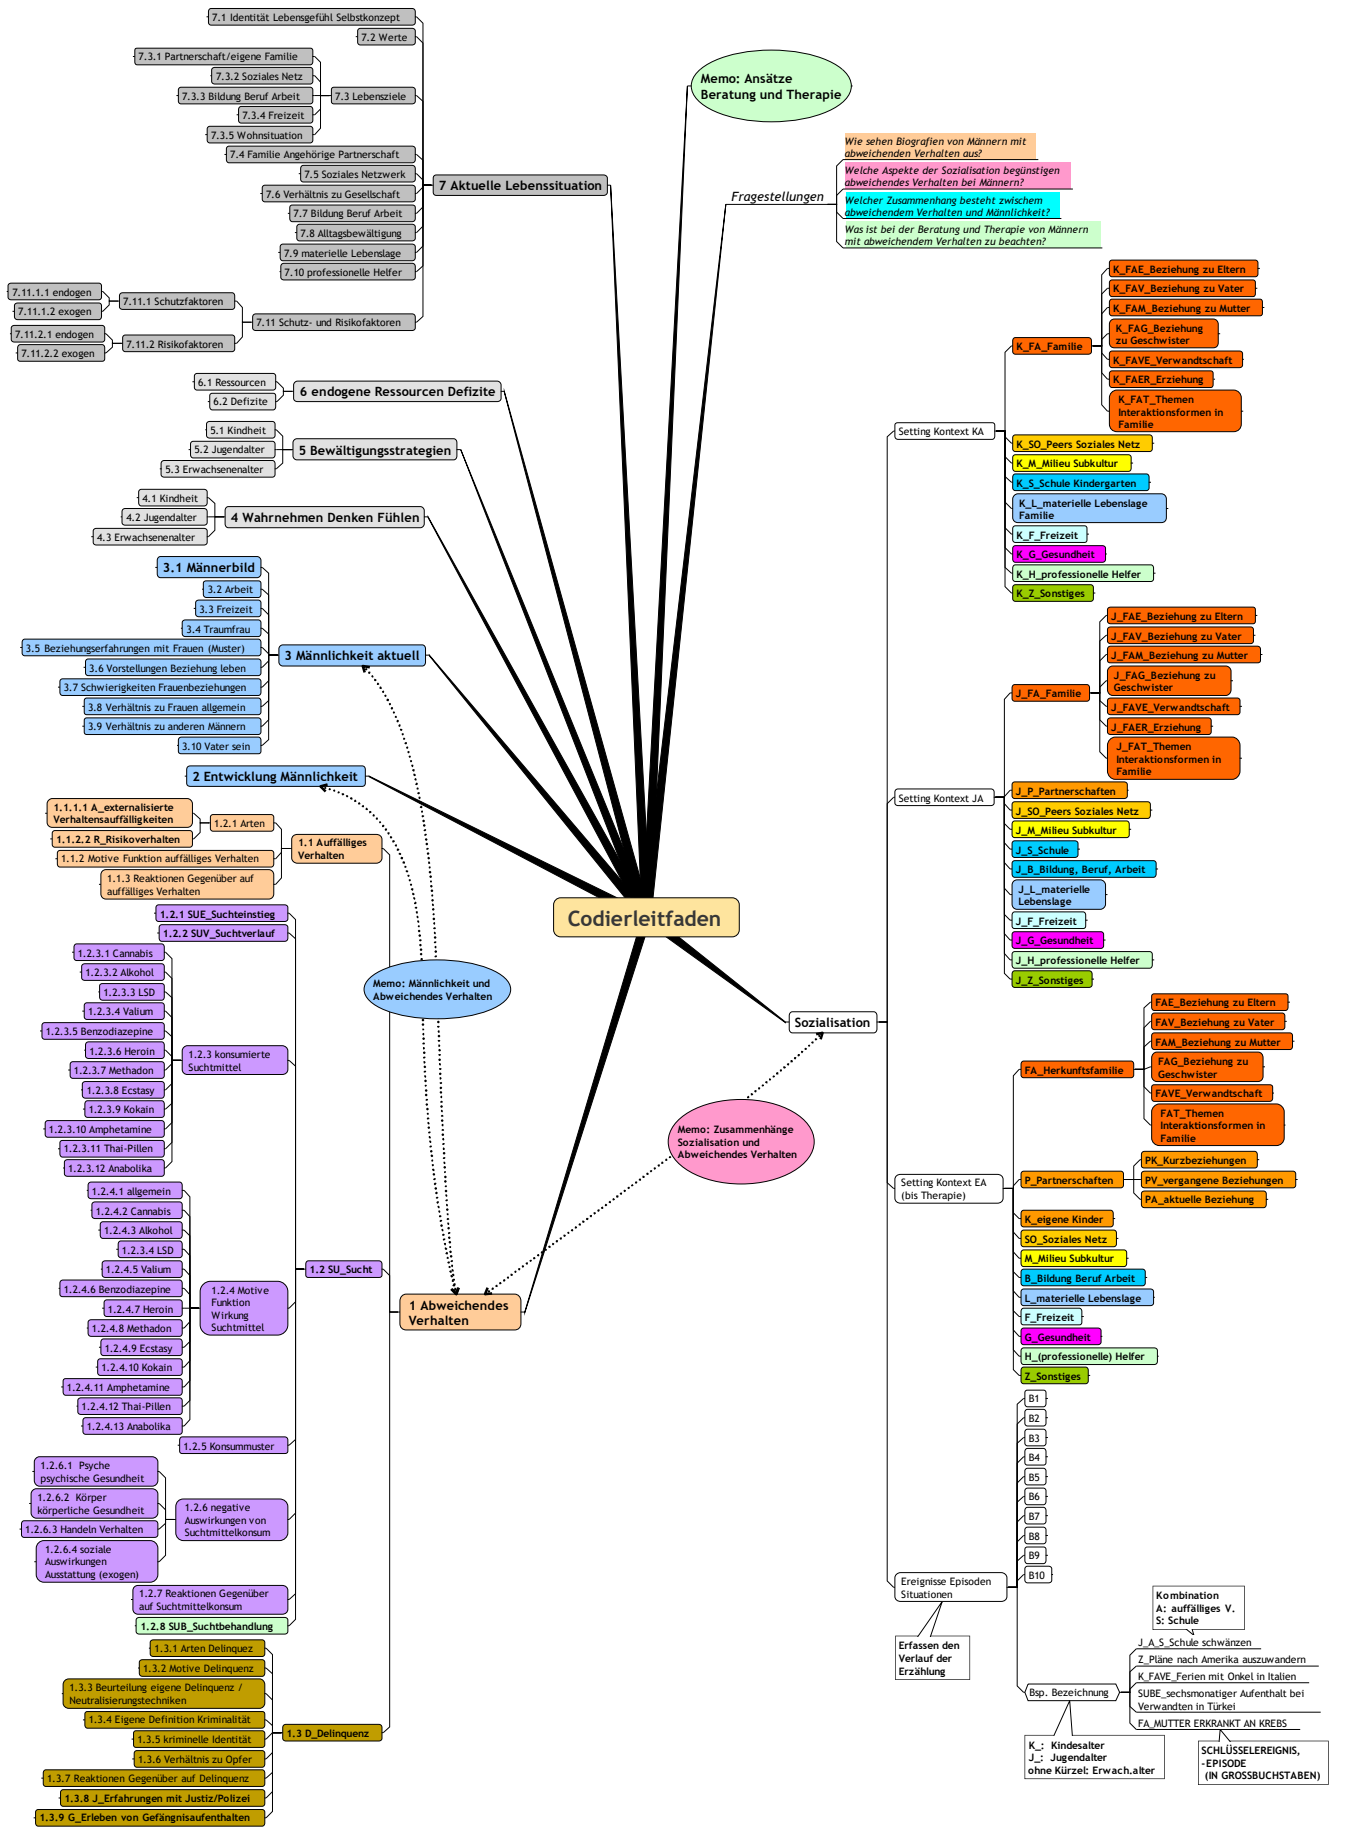 7.1 Identität Lebensgefühl Selbstkonzept
7.2 Werte
7.3.1 Partnerschaft/eigene Familie
7.3.2 Soziales Netz
7.3.3 Bildung Beruf Arbeit
7.3.4 Freizeit
7.3.5 Wohnsituation
7.3 Lebensziele
7.4 Familie Angehörige Partnerschaft
7.5 Soziales Netzwerk
7.6 Verhältnis zu Gesellschaft
7.7 Bildung Beruf Arbeit
7.8 Alltagsbewältigung
7.9 materielle Lebenslage
7.10 professionelle Helfer
7.11.1.1 endogen
7.11.1.2 exogen
7.11.1 Schutzfaktoren
7.11.2.1 endogen
7.11.2.2 exogen
7.11.2 Risikofaktoren
7.11 Schutz- und Risikofaktoren
7 Aktuelle Lebenssituation
6.1 Ressourcen
6.2 Defizite
6 endogene Ressourcen Defizite
5.1 Kindheit
5.2 Jugendalter
5.3 Erwachsenenalter
5 Bewältigungsstrategien
4.1 Kindheit
4.2 Jugendalter
4.3 Erwachsenenalter
4 Wahrnehmen Denken Fühlen
3.1 Männerbild
3.2 Arbeit
3.3 Freizeit
3.4 Traumfrau
3.5 Beziehungserfahrungen mit Frauen (Muster)
3.6 Vorstellungen Beziehung leben
3.7 Schwierigkeiten Frauenbeziehungen
3.8 Verhältnis zu Frauen allgemein
3.9 Verhältnis zu anderen Männern
3.10 Vater sein
3 Männlichkeit aktuell
2 Entwicklung Männlichkeit
1.1.1.1 A_externalisierte
Verhaltensauffälligkeiten
1.1.2.2 R_Risikoverhalten
1.2.1 Arten
1.1.2 Motive Funktion auffälliges Verhalten
1.1.3 Reaktionen Gegenüber auf
auffälliges Verhalten
1.1 Auffälliges
Verhalten
1.2.1 SUE_Suchteinstieg
1.2.2 SUV_Suchtverlauf
1.2.3.1 Cannabis
1.2.3.2 Alkohol
1.2.3.3 LSD
1.2.3.4 Valium
1.2.3.5 Benzodiazepine
1.2.3.6 Heroin
1.2.3.7 Methadon
1.2.3.8 Ecstasy
1.2.3.9 Kokain
1.2.3.10 Amphetamine
1.2.3.11 Thai-Pillen
1.2.3.12 Anabolika
1.2.3 konsumierte
Suchtmittel
1.2.4.1 allgemein
1.2.4.2 Cannabis
1.2.4.3 Alkohol
1.2.3.4 LSD
1.2.4.5 Valium
1.2.4.6 Benzodiazepine
1.2.4.7 Heroin
1.2.4.8 Methadon
1.2.4.9 Ecstasy
1.2.4.10 Kokain
1.2.4.11 Amphetamine
1.2.4.12 Thai-Pillen
1.2.4.13 Anabolika
1.2.4 Motive
Funktion
Wirkung
Suchtmittel
1.2.5 Konsummuster
1.2.6.1 Psyche
psychische Gesundheit
1.2.6.2 Körper
körperliche Gesundheit
1.2.6.3 Handeln Verhalten
1.2.6.4 soziale
Auswirkungen
Ausstattung (exogen)
1.2.6 negative
Auswirkungen von
Suchtmittelkonsum
1.2.7 Reaktionen Gegenüber
auf Suchtmittelkonsum
1.2.8 SUB_Suchtbehandlung
1.2 SU_Sucht
1.3.1 Arten Delinquez
1.3.2 Motive Delinquenz
1.3.3 Beurteilung eigene Delinquenz /
Neutralisierungstechniken
1.3.4 Eigene Definition Kriminalität
1.3.5 kriminelle Identität
1.3.6 Verhältnis zu Opfer
1.3.7 Reaktionen Gegenüber auf Delinquenz
1.3.8 J_Erfahrungen mit Justiz/Polizei
1.3.9 G_Erleben von Gefängnisaufenthalten
1.3 D_Delinquenz
1 Abweichendes
Verhalten
Codierleitfaden
Memo: Männlichkeit und
Abweichendes Verhalten
Memo: Zusammenhänge
Sozialisation und
Abweichendes Verhalten
Memo: Ansätze
Beratung und Therapie
Fragestellungen
Wie sehen Biografien von Männern mit
abweichenden Verhalten aus?
Welche Aspekte der Sozialisation begünstigen
abweichendes Verhalten bei Männern?
Welcher Zusammenhang besteht zwischem
abweichendem Verhalten und Männlichkeit?
Was ist bei der Beratung und Therapie von Männern
mit abweichendem Verhalten zu beachten?
Sozialisation
Setting Kontext KA
K_FA_Familie
K_FAE_Beziehung zu Eltern
K_FAV_Beziehung zu Vater
K_FAM_Beziehung zu Mutter
K_FAG_Beziehung
zu Geschwister
K_FAVE_Verwandtschaft
K_FAER_Erziehung
K_FAT_Themen
Interaktionsformen in
Familie
K_SO_Peers Soziales Netz
K_M_Milieu Subkultur
K_S_Schule Kindergarten
K_L_materielle Lebenslage
Familie
K_F_Freizeit
K_G_Gesundheit
K_H_professionelle Helfer
K_Z_Sonstiges
Setting Kontext JA
J_FA_Familie
J_FAE_Beziehung zu Eltern
J_FAV_Beziehung zu Vater
J_FAM_Beziehung zu Mutter
J_FAG_Beziehung zu
Geschwister
J_FAVE_Verwandtschaft
J_FAER_Erziehung
J_FAT_Themen
Interaktionsformen in
Familie
J_P_Partnerschaften
J_SO_Peers Soziales Netz
J_M_Milieu Subkultur
J_S_Schule
J_B_Bildung, Beruf, Arbeit
J_L_materielle
Lebenslage
J_F_Freizeit
J_G_Gesundheit
J_H_professionelle Helfer
J_Z_Sonstiges
Setting Kontext EA
(bis Therapie)
FA_Herkunftsfamilie
FAE_Beziehung zu Eltern
FAV_Beziehung zu Vater
FAM_Beziehung zu Mutter
FAG_Beziehung zu
Geschwister
FAVE_Verwandtschaft
FAT_Themen
Interaktionsformen in
Familie
P_Partnerschaften
PK_Kurzbeziehungen
PV_vergangene Beziehungen
PA_aktuelle Beziehung
K_eigene Kinder
SO_Soziales Netz
M_Milieu Subkultur
B_Bildung Beruf Arbeit
L_materielle Lebenslage
F_Freizeit
G_Gesundheit
H_(professionelle) Helfer
Z_Sonstiges
Ereignisse Episoden
Situationen
Erfassen den
Verlauf der
Erzählung
B1
B2
B3
B4
B5
B6
B7
B8
B9
B10
Bsp. Bezeichnung
Kombination
A: auffälliges V.
S: Schule
J_A_S_Schule schwänzen
Z_Pläne nach Amerika auszuwandern
K_FAVE_Ferien mit Onkel in Italien
SUBE_sechsmonatiger Aufenthalt bei
Verwandten in Türkei
FA_MUTTER ERKRANKT AN KREBS
K_: Kindesalter
J_: Jugendalter
ohne Kürzel: Erwach.alter
SCHLÜSSELEREIGNIS,
-EPISODE
(IN GROSSBUCHSTABEN)